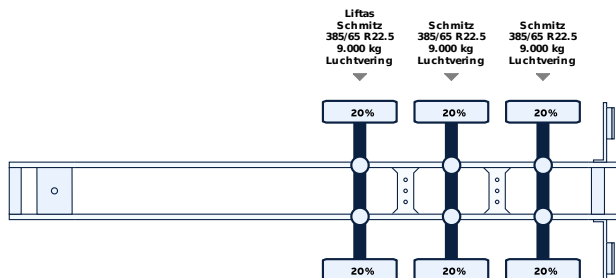 Liftas
Schmitz
385/65 R22.5
9.000 kg
Luchtvering
Schmitz
385/65 R22.5
9.000 kg
Luchtvering
Schmitz
385/65 R22.5
9.000 kg
Luchtvering
20% 20% 20%
20% 20% 20%